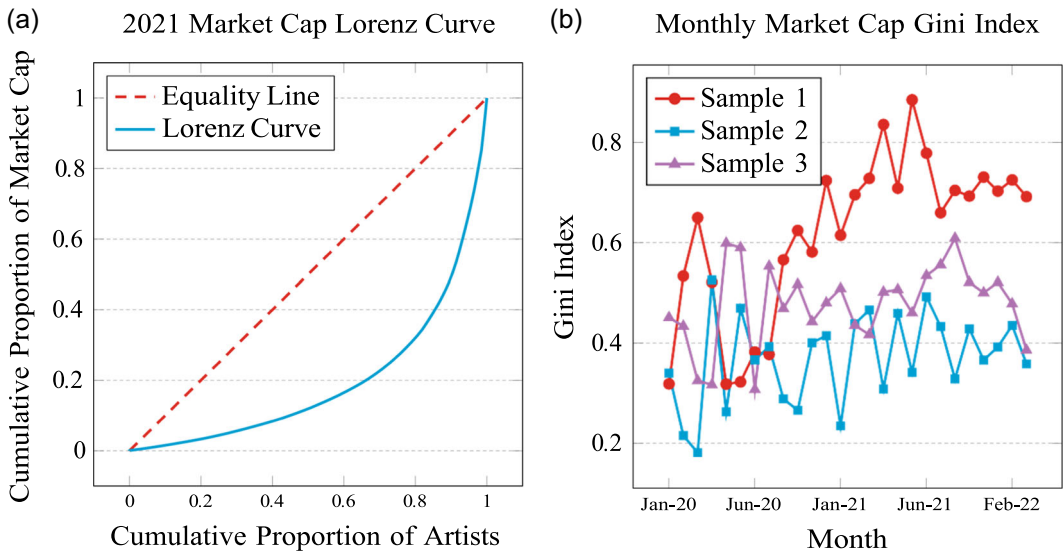 (a)
2021 Market Cap Lorenz Curve
Equality Line
Lorenz Curve
Cumulative Proportion of Market Cap
1
0.8
0.6
0.4
0.2
0
0
0.2
0.4
0.6
0.8
1
Cumulative Proportion of Artists
(b)
Monthly Market Cap Gini Index
Sample 1
Sample 2
Sample 3
Gini Index
0.8
0.6
0.4
0.2
Jan-20
Jun-20
Jan-21
Jun-21
Feb-22
Month